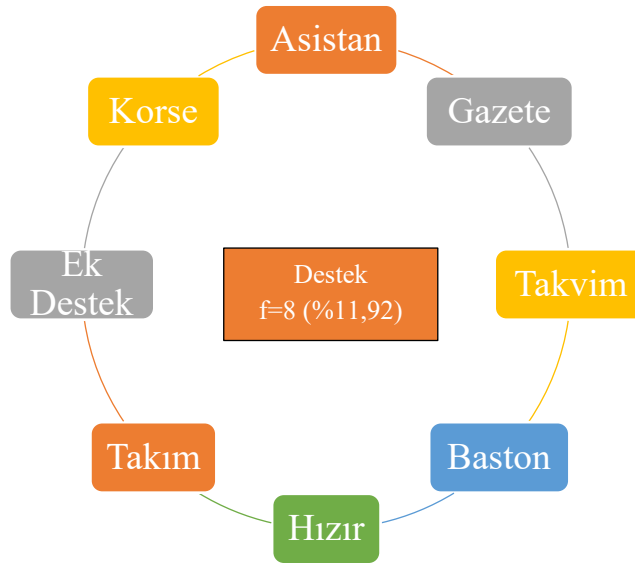 Asistan
Gazete
Takvim
Baston
Hızır
Takım
Ek
Destek
Korse
Destek
f=8 (%11,92)